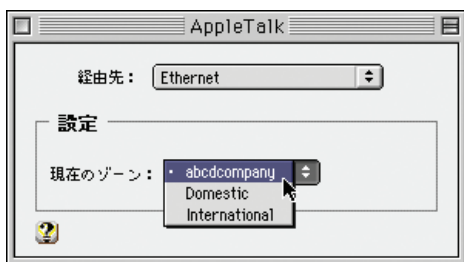 AppleTalk
経由先： Ethernet
設定
現在のゾーン： • abcdcompany
Domestic
International